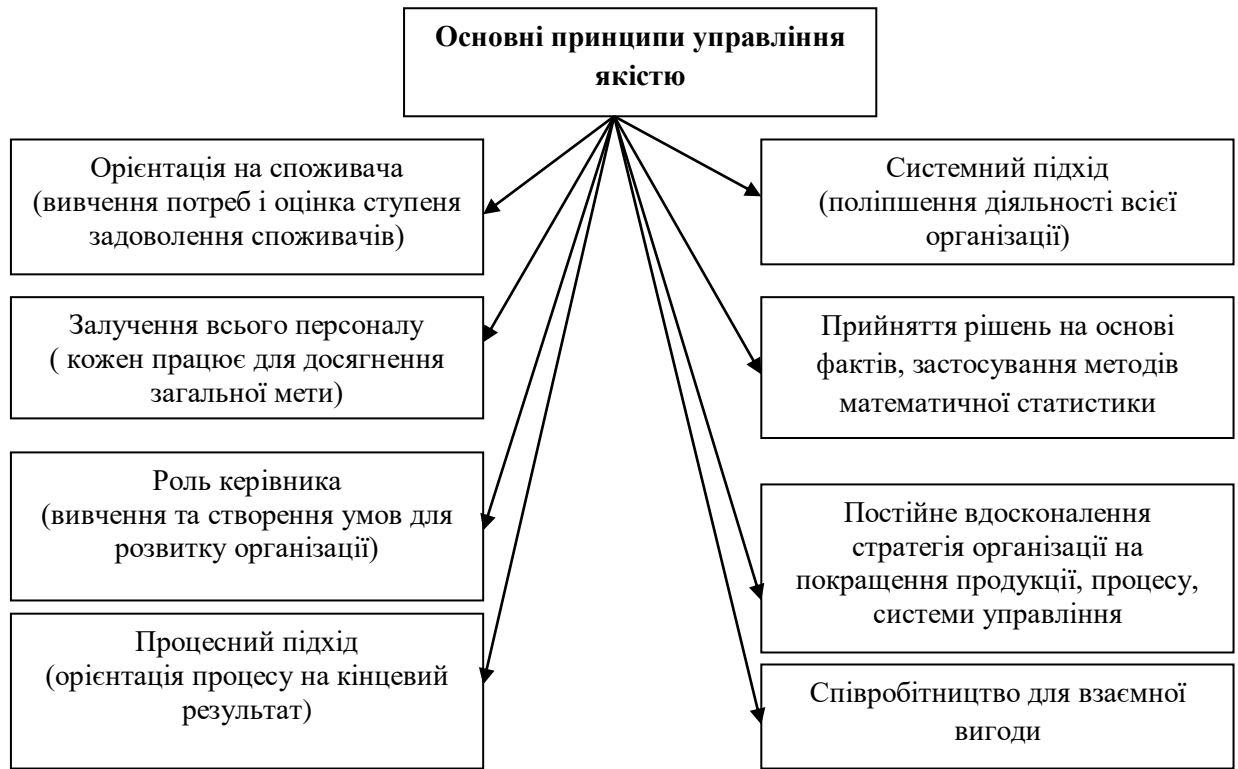 Основні принципи управління
якістю
Орієнтація на споживача
(вивчення потреб і оцінка ступеня
задоволення споживачів)
Залучення всього персоналу
( кожен працює для досягнення
загальної мети)
Роль керівника
(вивчення та створення умов для
розвитку організації)
Процесний підхід
(орієнтація процесу на кінцевий
результат)
Системний підхід
(поліпшення діяльності всієї
організації)
Прийняття рішень на основі
фактів, застосування методів
математичної статистики
Постійне вдосконалення
стратегія організації на
покращення продукції, процесу,
системи управління
Співробітництво для взаємної
вигоди